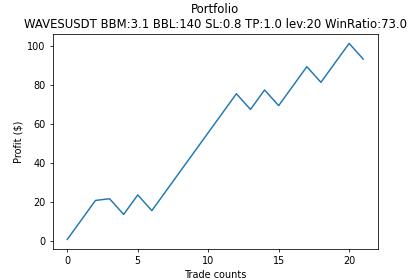 Portfolio
WAVESUSDT BBM:3.1 BBL:140 SL:0.8 TP:1.0 lev:20 WinRatio:73.0
100
80
60
40
20
0
Profit ($)
0 5 10 15 20
Trade counts